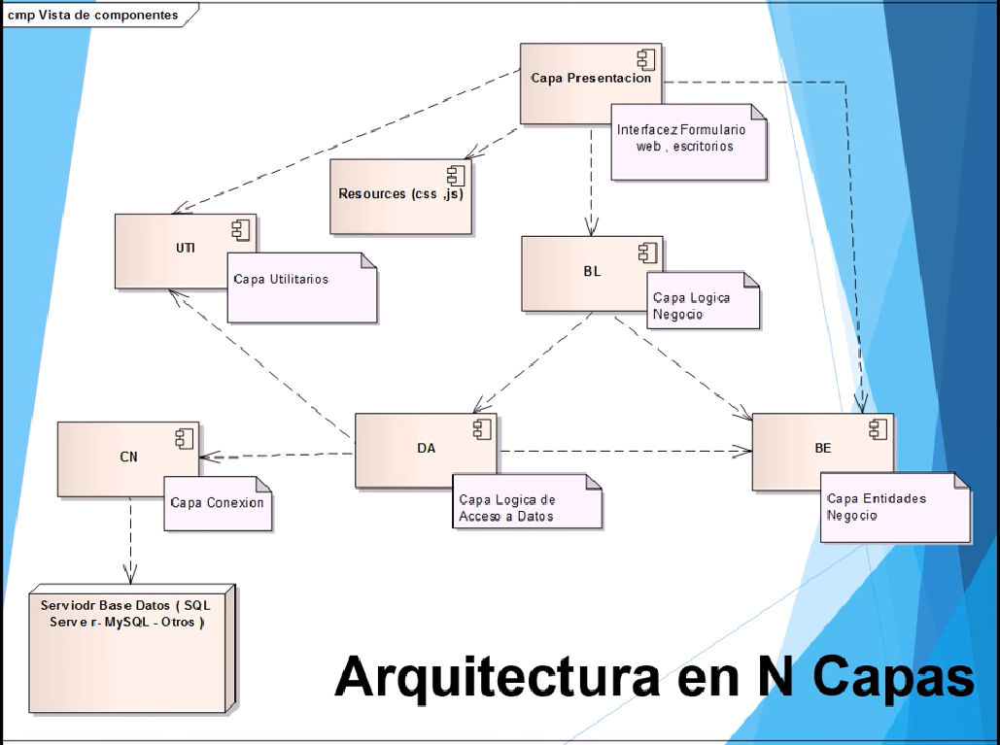 cmp Vista de componentes
Capa Presentacion
Interfacez Formulario
web , escritorios
Resources (css ,js)
UTI
Capa Utilitarios
BL
Capa Logica
Negocio
CN
Capa Conexion
DA
Capa Logica de
Acceso a Datos
BE
Capa Entidades
Negocio
Serviodr Base Datos ( SQL
Serve r- MySQL - Otros )
Arquitectura en N Capas